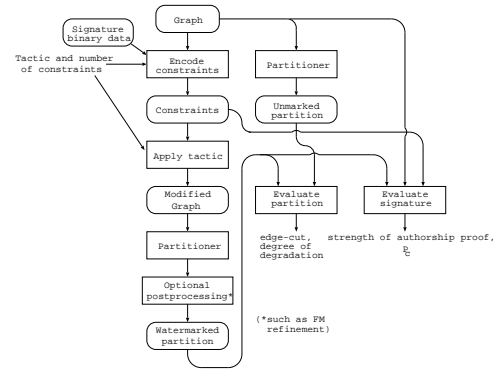 Graph
Signature
binary data
Tactic and number
of constraints
Encode
constraints
Partitioner
Constraints
Unmarked
partition
Apply tactic
Modified
Graph
Evaluate
partition
Evaluate
signature
Partitioner
edge-cut,
degree of
degradation
strength of authorship proof,
Pc
Optional
postprocessing*
(*such as FM
refinement)
Watermarked
partition